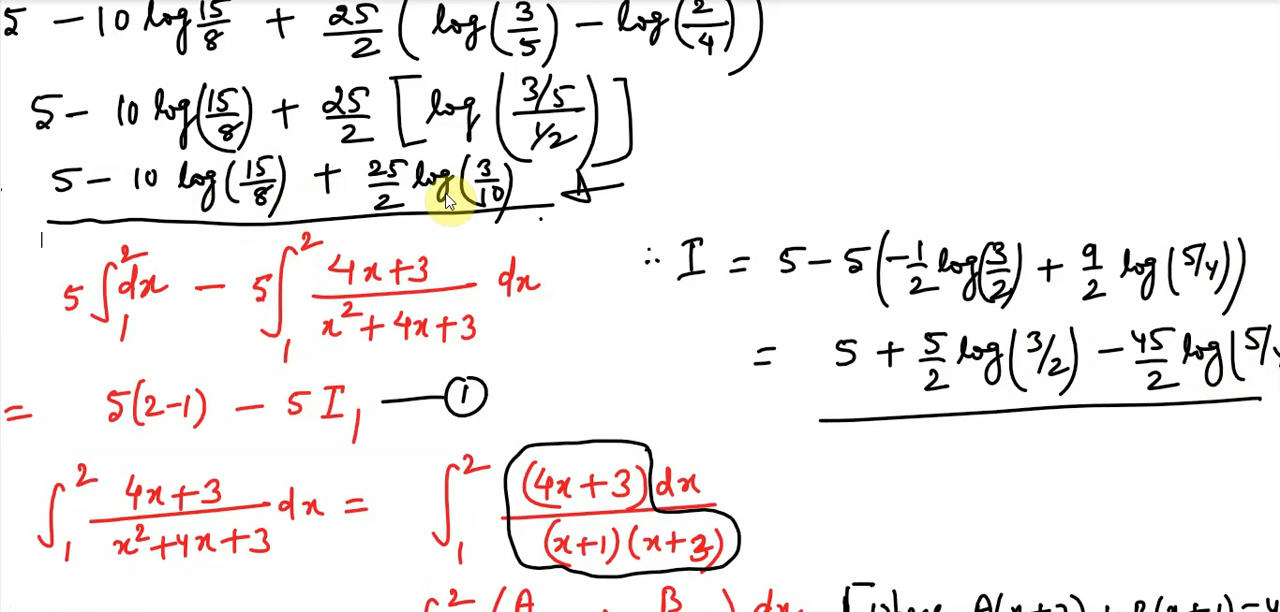 5 − 10 log 15/8 + 25/2 ( log(3/5) − log(2/4) )
5 − 10 log(15/8) + 25/2 [ log( (3/5)/(1/2) ) ]
5 − 10 log(15/8) + 25/2 log(3/10)
5 ∫₁² dx − 5 ∫₁² (4x+3)/(x²+4x+3) dx
= 5(2−1) − 5 I₁ —— ①
∫₁² (4x+3)/(x²+4x+3) dx = ∫₁² (4x+3) dx/((x+1)(x+3))
∴ I = 5 − 5( −1/2 log(3/2) + 9/2 log(5/4) )
= 5 + 5/2 log(3/2) − 45/2 log(5/